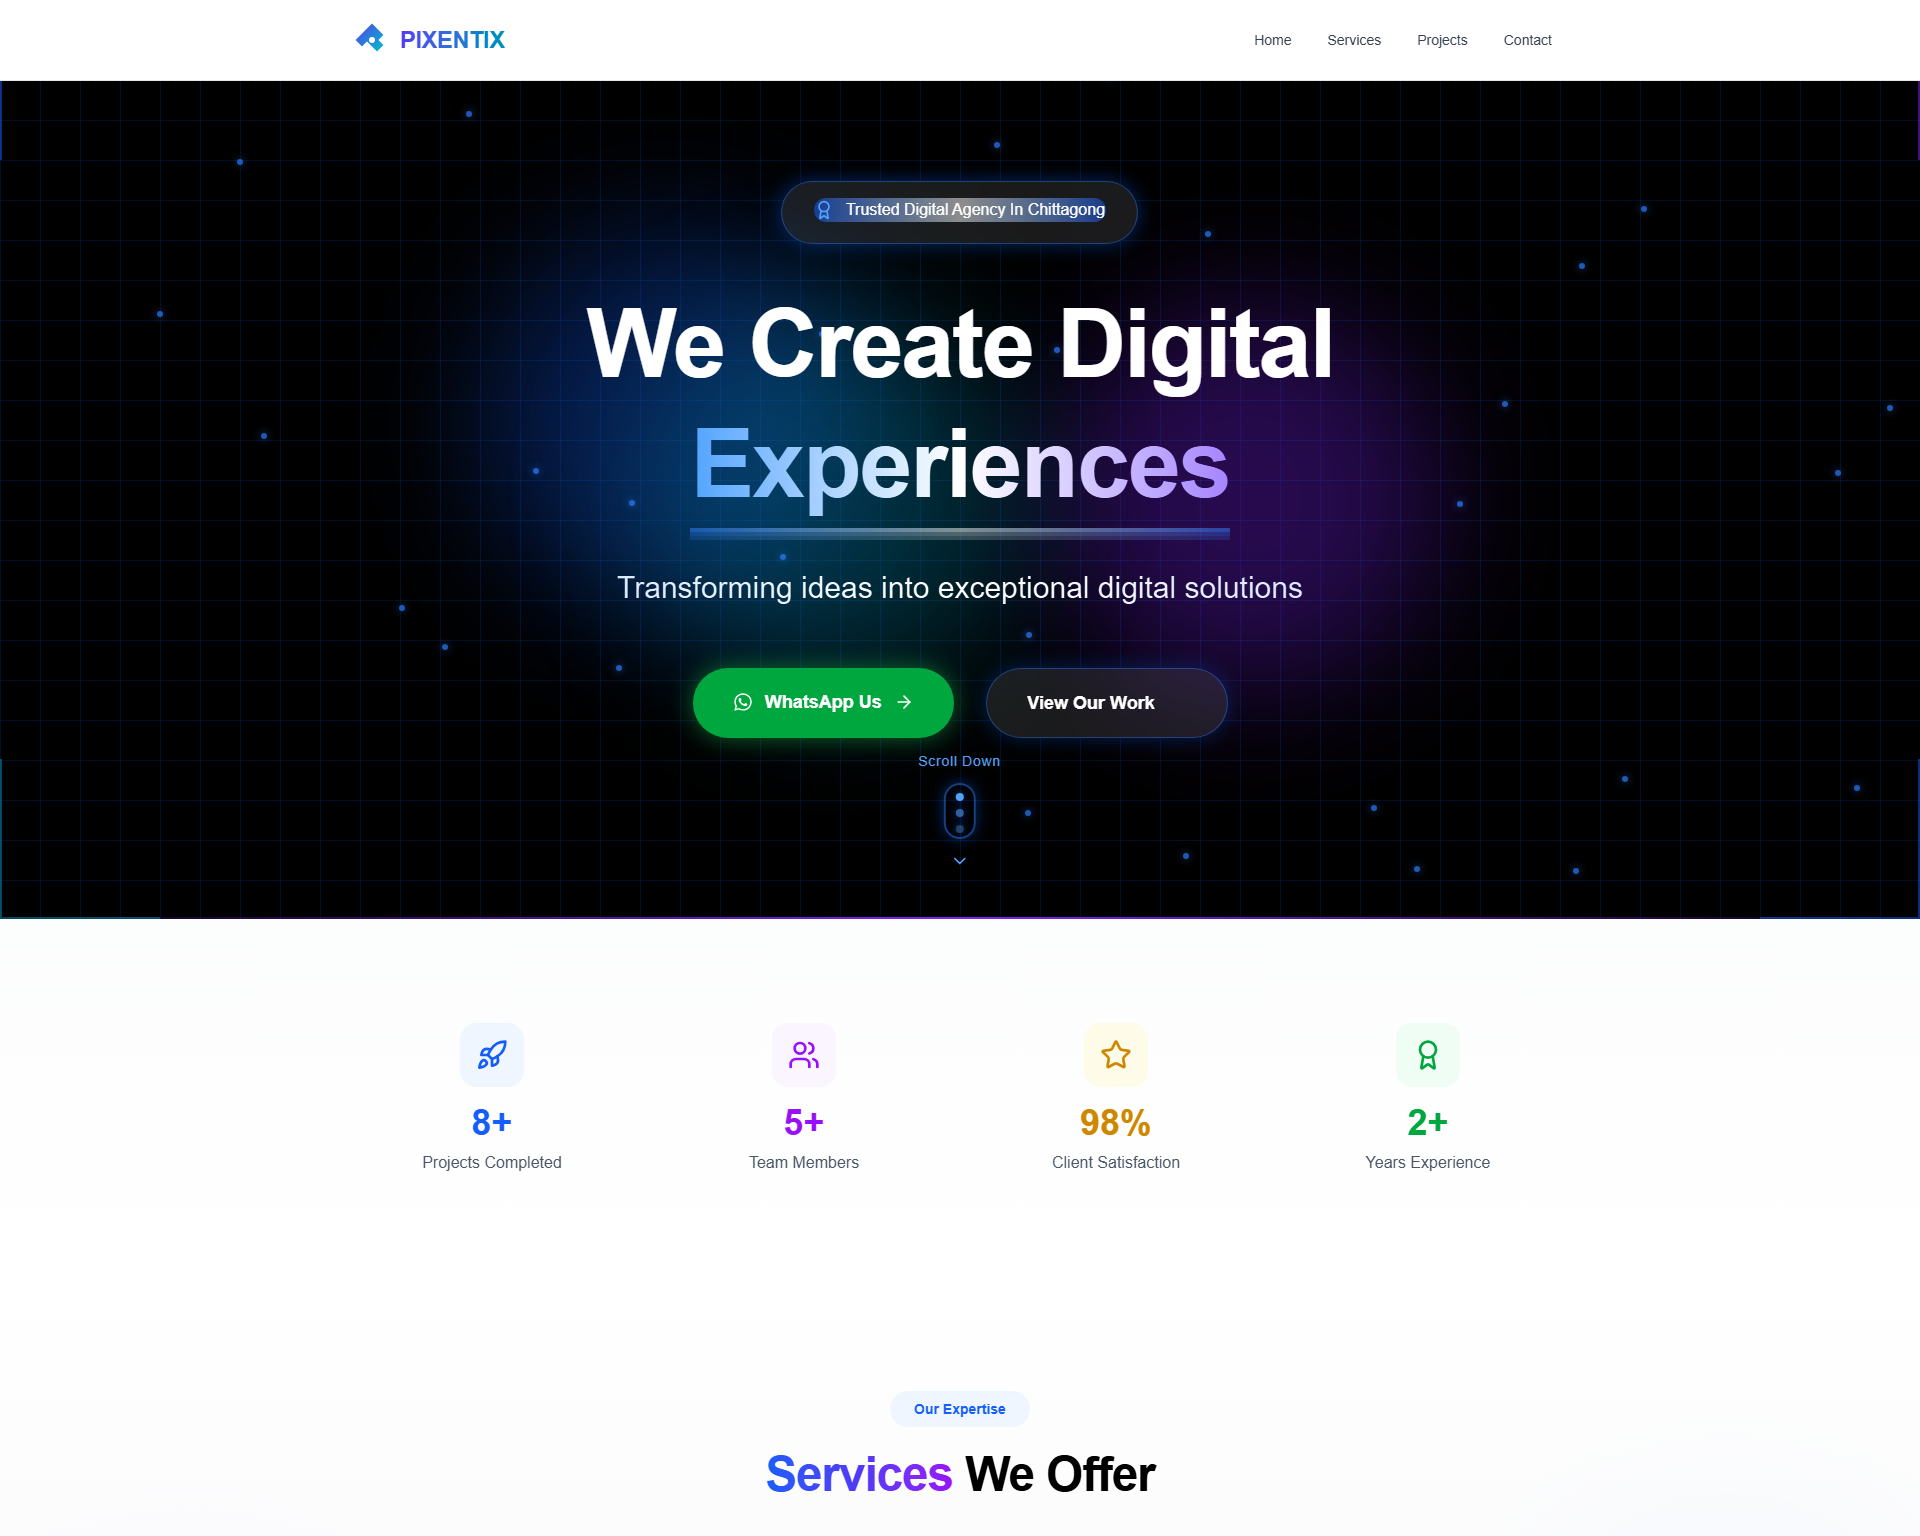 PIXENTIX
Home
Services
Projects
Contact
Trusted Digital Agency In Chittagong
We Create Digital
Experiences
Transforming ideas into exceptional digital solutions
WhatsApp Us
View Our Work
Scroll Down
8+
Projects Completed
5+
Team Members
98%
Client Satisfaction
2+
Years Experience
Our Expertise
Services We Offer